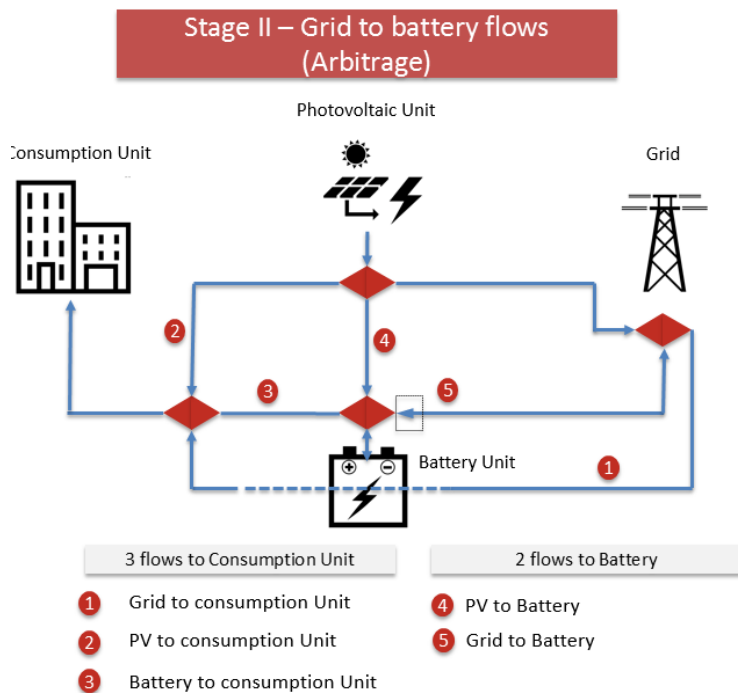 Stage II – Grid to battery flows
(Arbitrage)
Photovoltaic Unit
Consumption Unit
Grid
2
4
3
5
Battery Unit
1
3 flows to Consumption Unit
2 flows to Battery
1 Grid to consumption Unit
4 PV to Battery
2 PV to consumption Unit
5 Grid to Battery
3 Battery to consumption Unit